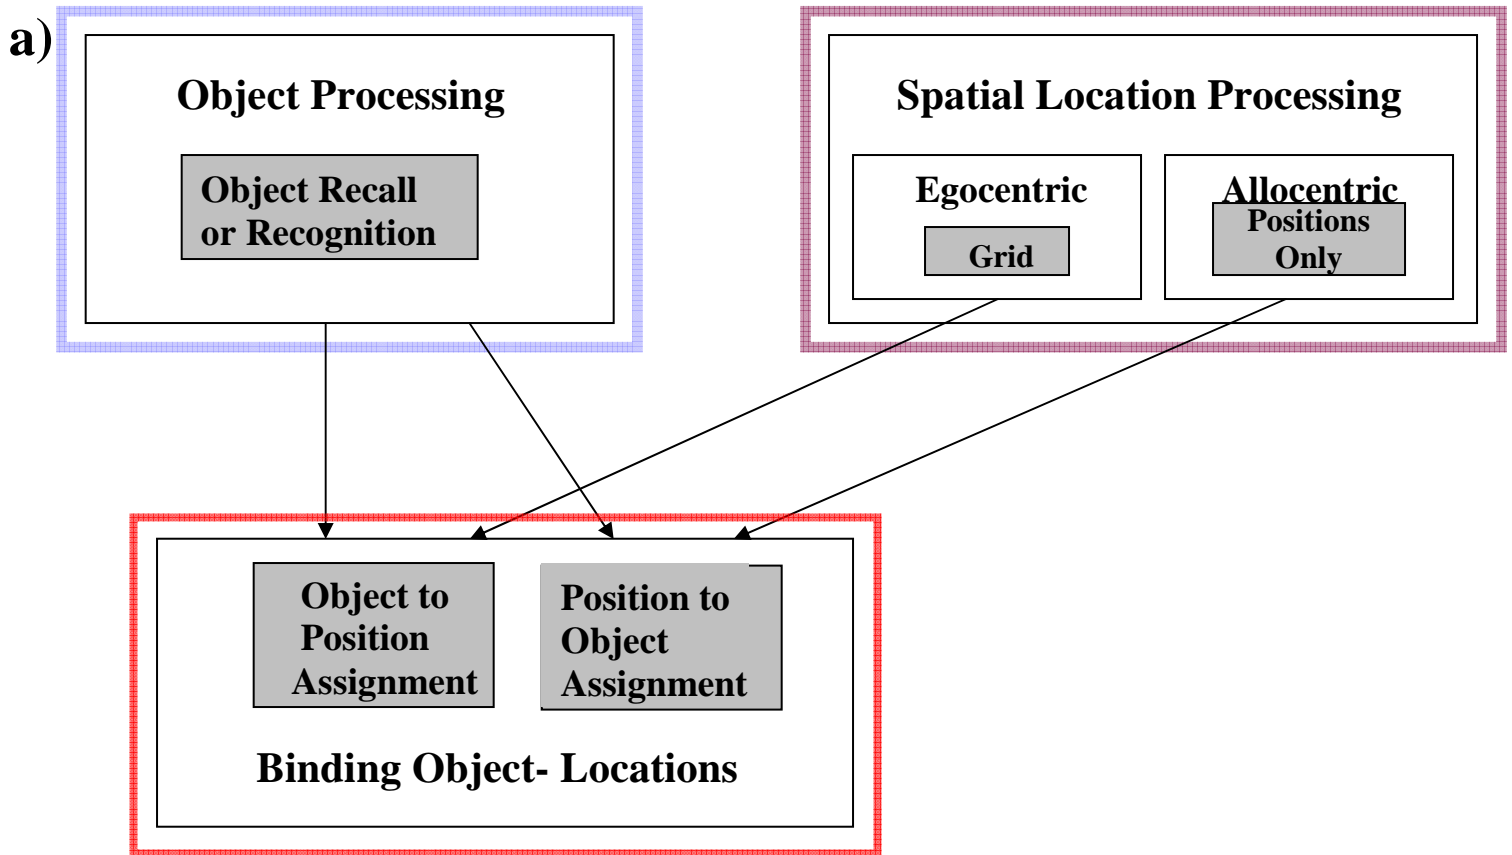 a)
Object Processing
Object Recall
or Recognition
Spatial Location Processing
Egocentric
Grid
Allocentric
Positions
Only
Object to
Position
Assignment
Position to
Object
Assignment
Binding Object- Locations